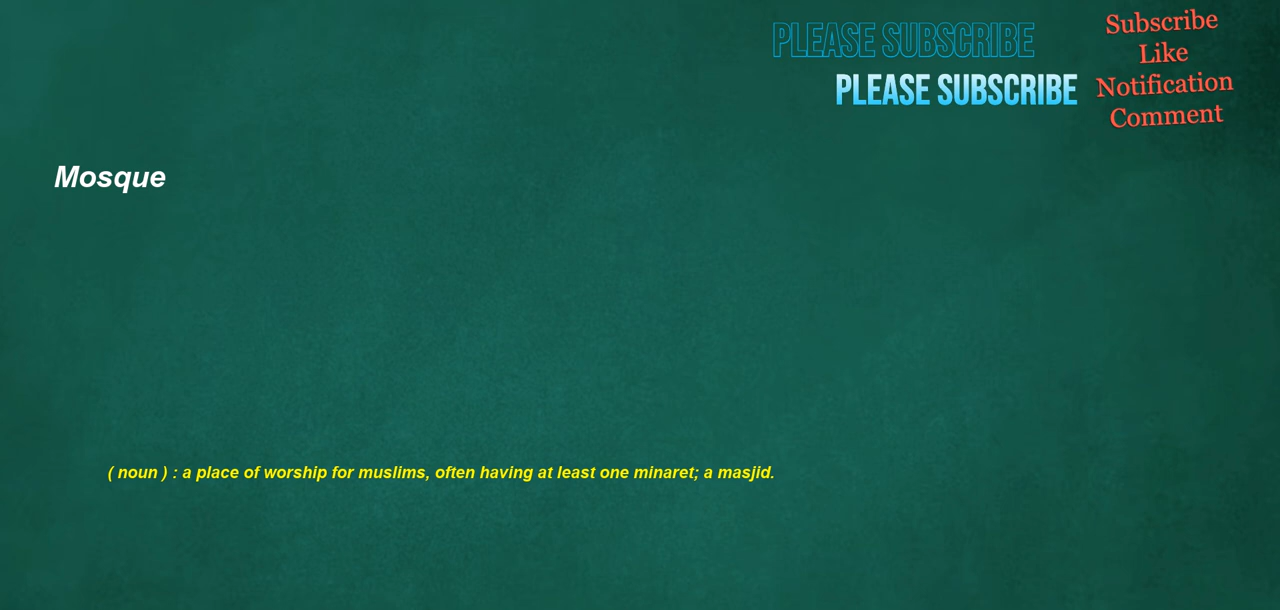 PLEASE SUBSCRIBE
PLEASE SUBSCRIBE
Subscribe
Like
Notification
Comment
Mosque
( noun ) : a place of worship for muslims, often having at least one minaret; a masjid.